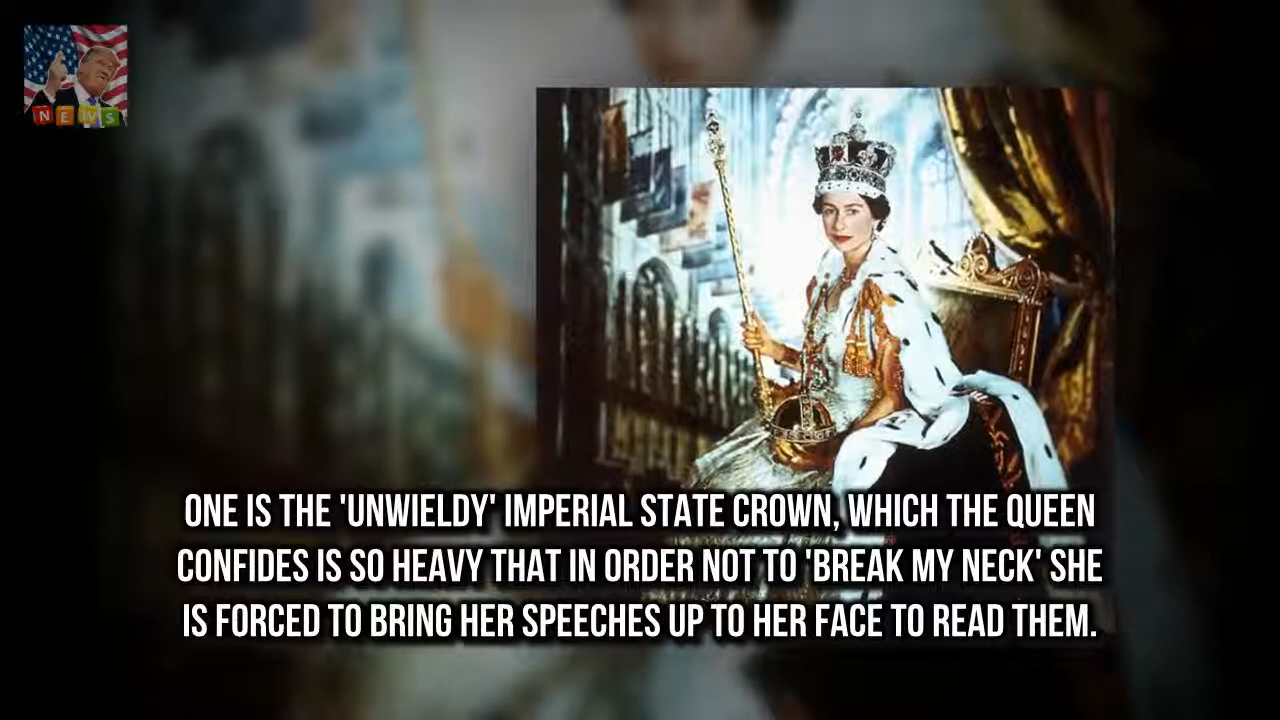 NEWS
ONE IS THE 'UNWIELDY' IMPERIAL STATE CROWN, WHICH THE QUEEN
CONFIDES IS SO HEAVY THAT IN ORDER NOT TO 'BREAK MY NECK' SHE
IS FORCED TO BRING HER SPEECHES UP TO HER FACE TO READ THEM.